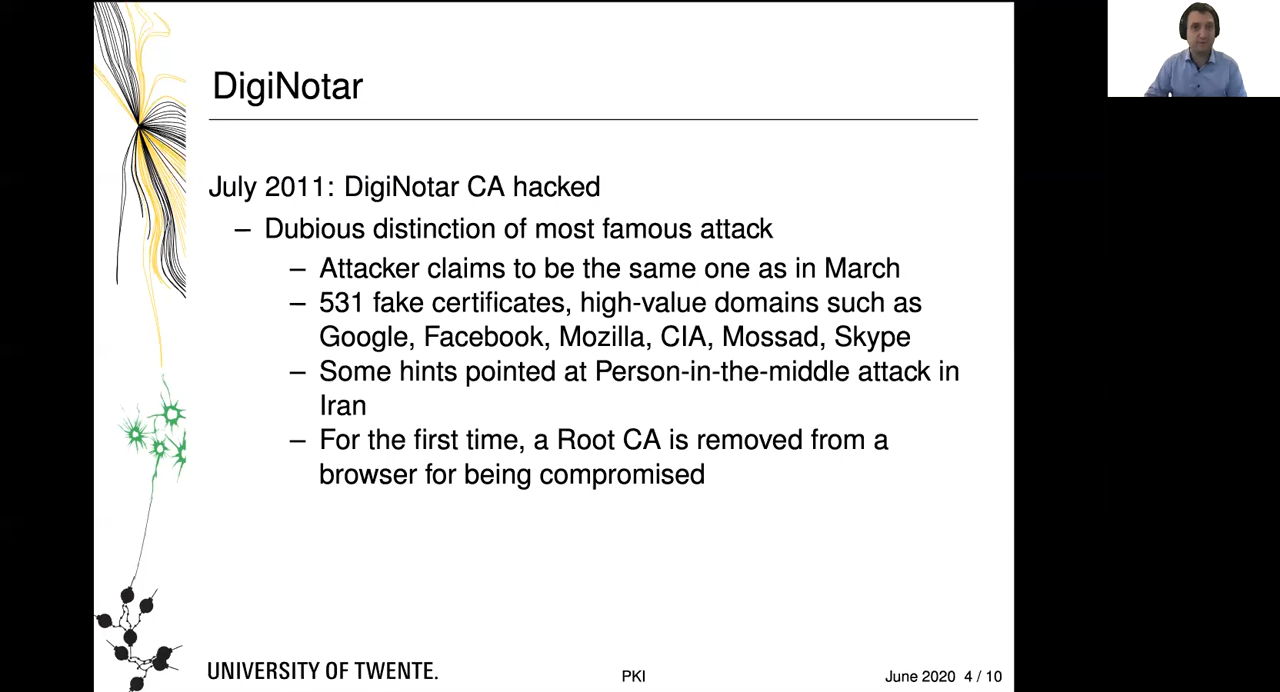 DigiNotar
July 2011: DigiNotar CA hacked
– Dubious distinction of most famous attack
– Attacker claims to be the same one as in March
– 531 fake certificates, high-value domains such as
Google, Facebook, Mozilla, CIA, Mossad, Skype
– Some hints pointed at Person-in-the-middle attack in
Iran
– For the first time, a Root CA is removed from a
browser for being compromised
UNIVERSITY OF TWENTE.
PKI
June 2020 4 / 10